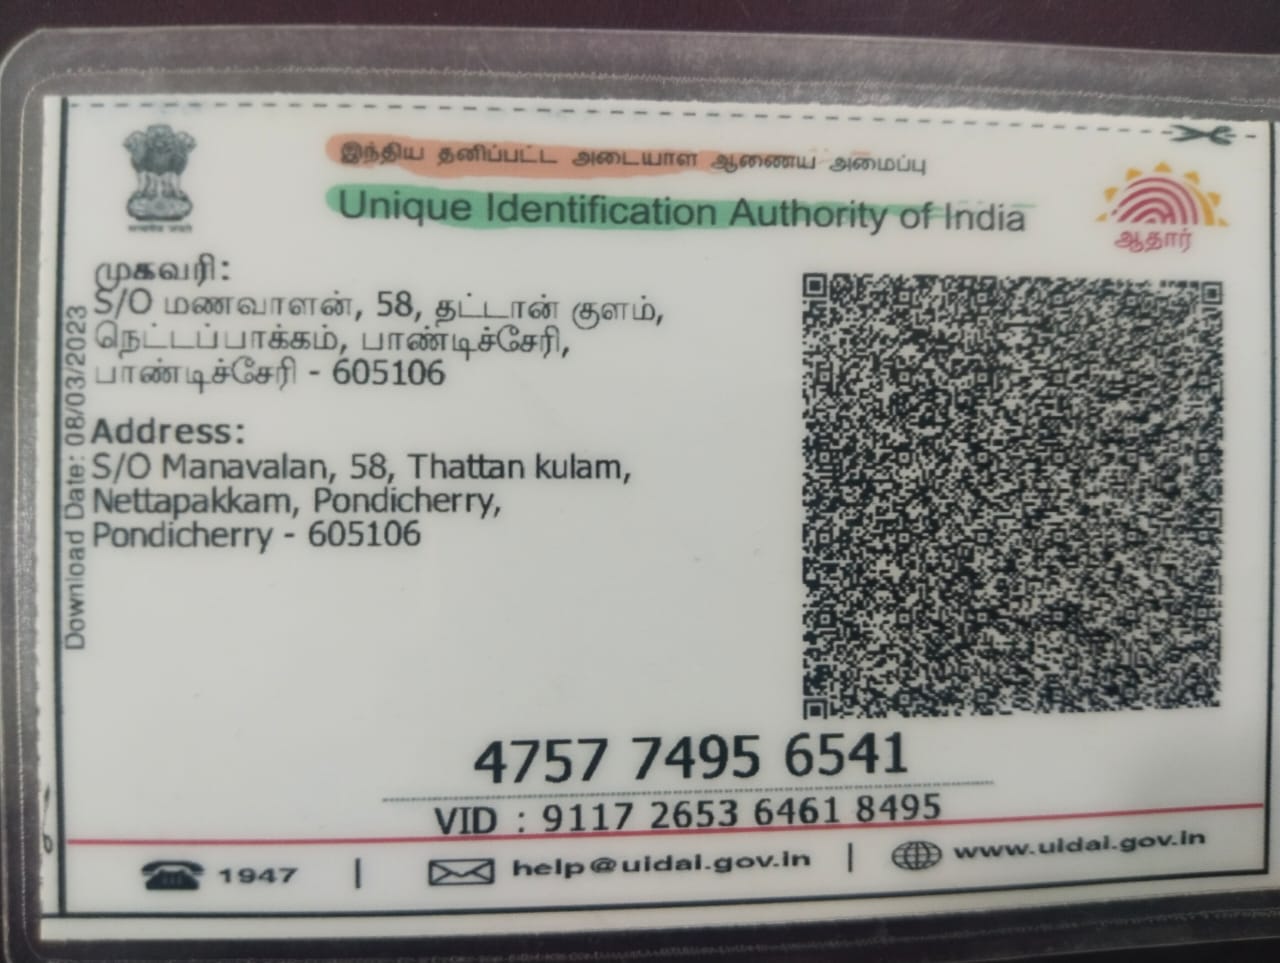 இந்திய தனிப்பட்ட அடையாள ஆணைய அமைப்பு
Unique Identification Authority of India
ஆதார்
முகவரி:
S/O மணவாளன், 58, தட்டான் குளம்,
நெட்டப்பாக்கம், பாண்டிச்சேரி,
பாண்டிச்சேரி - 605106
Address:
S/O Manavalan, 58, Thattan kulam,
Nettapakkam, Pondicherry,
Pondicherry - 605106
Download Date: 08/03/2023
4757 7495 6541
VID : 9117 2653 6461 8495
1947 | help@uidai.gov.in | www.uidai.gov.in